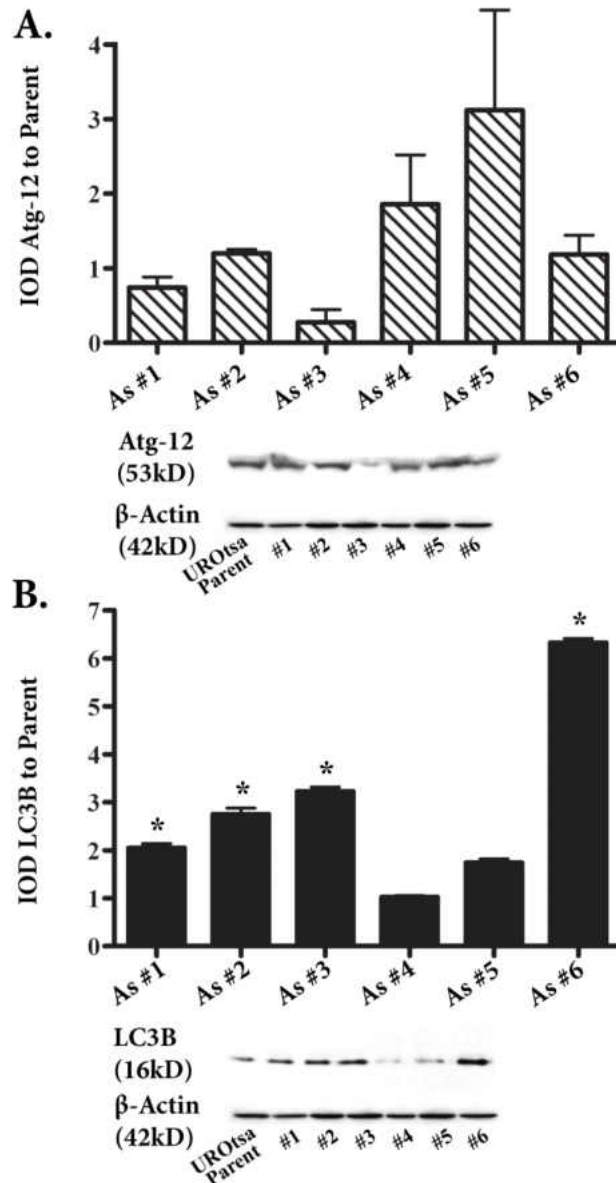 A.
IOD Atg-12 to Parent
4
3
2
1
0
As #1 As #2 As #3 As #4 As #5 As #6
Atg-12
(53kD)
β-Actin
(42kD)
UROtsa
Parent
#1 #2 #3 #4 #5 #6
B.
IOD LC3B to Parent
7
6
5
4
3
2
1
0
* * * *
As #1 As #2 As #3 As #4 As #5 As #6
LC3B
(16kD)
β-Actin
(42kD)
UROtsa
Parent
#1 #2 #3 #4 #5 #6